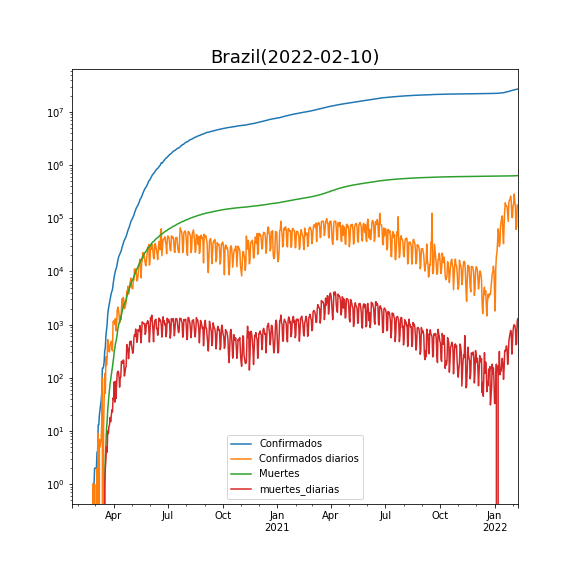 Brazil(2022-02-10)
10^7
10^6
10^5
10^4
10^3
10^2
10^1
10^0
Apr Jul Oct Jan Apr Jul Oct Jan
2021 2022
Confirmados
Confirmados diarios
Muertes
muertes_diarias